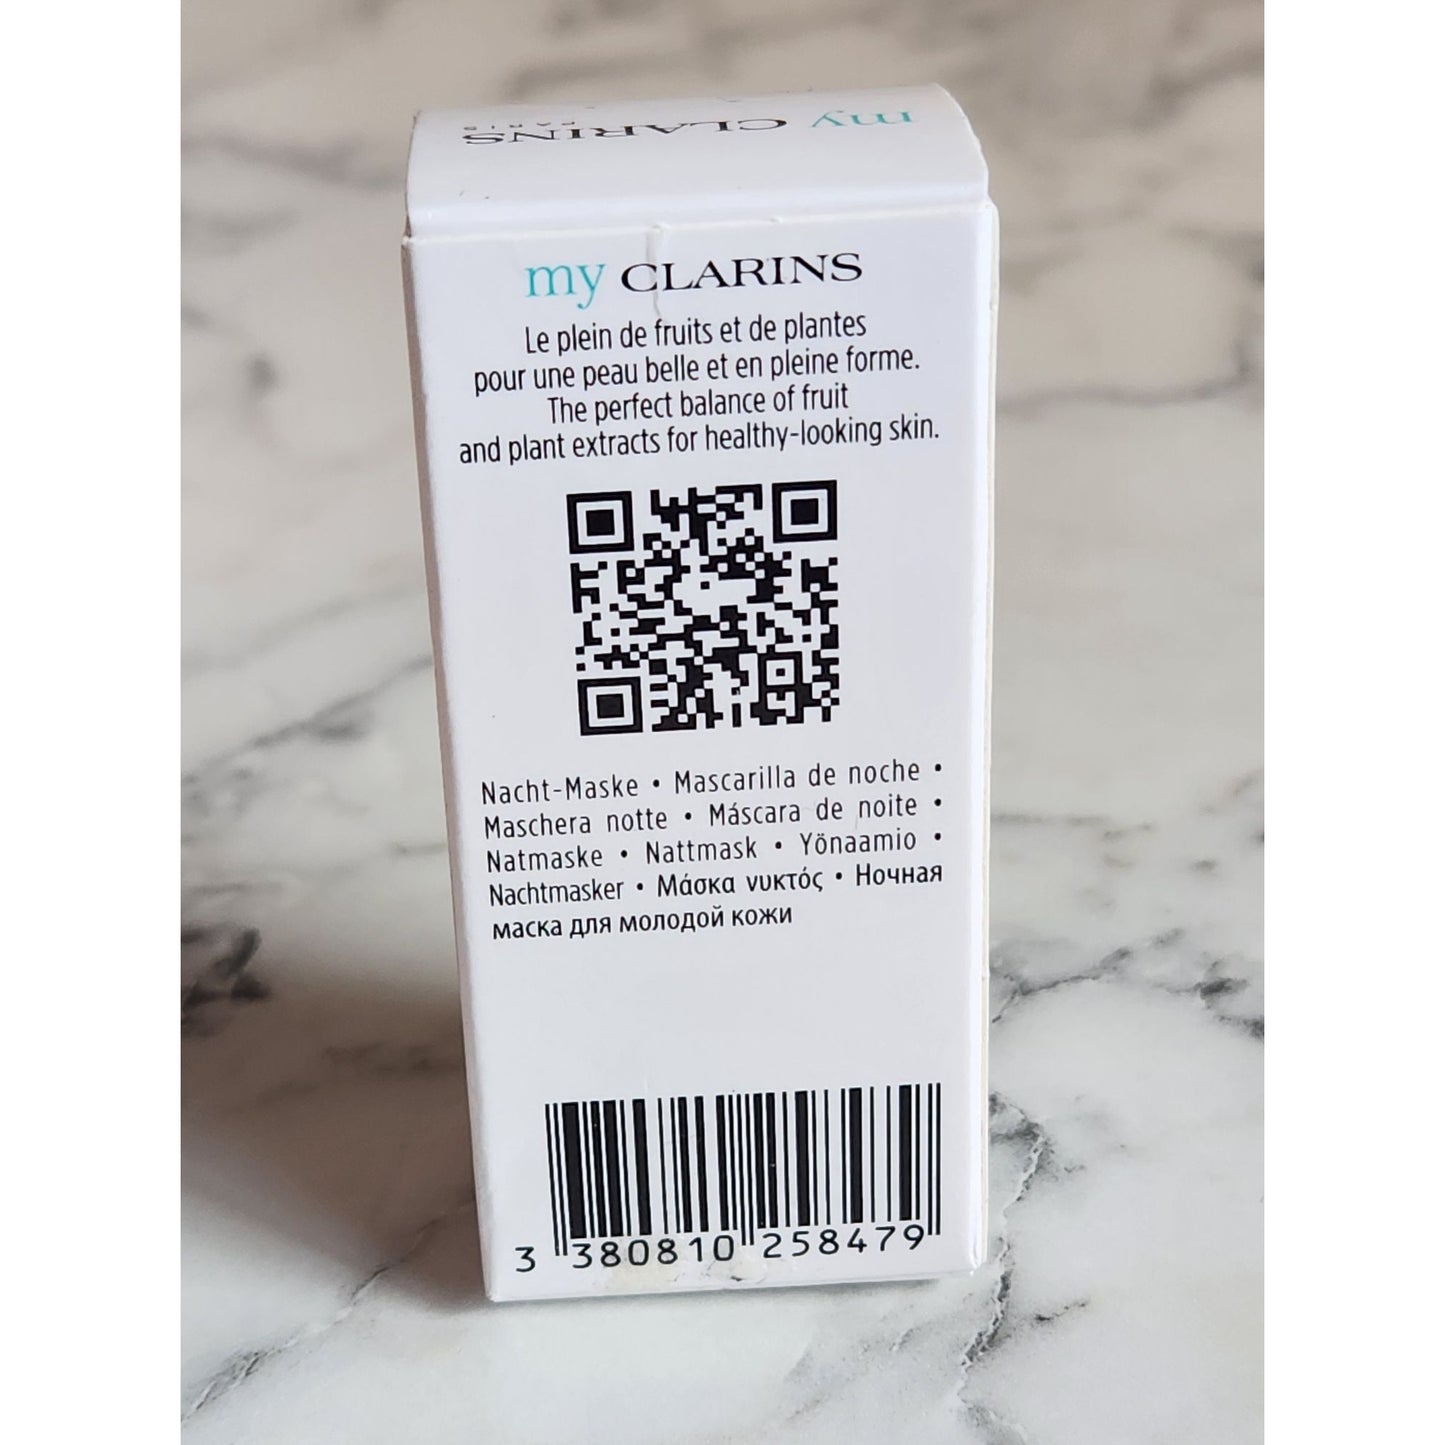 my CLARINS
PARIS
my CLARINS
Le plein de fruits et de plantes
pour une peau belle et en pleine forme.
The perfect balance of fruit
and plant extracts for healthy-looking skin.
Nacht-Maske • Mascarilla de noche •
Maschera notte • Máscara de noite •
Natmaske • Nattmask • Yönaamio •
Nachtmasker • Μάσκα νυκτός • Ночная
маска для молодой кожи
3 380810 258479